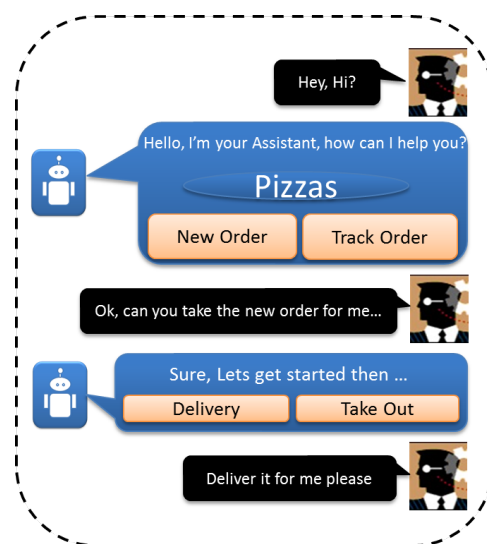 Hey, Hi?
Hello, I'm your Assistant, how can I help you?
Pizzas
New Order
Track Order
Ok, can you take the new order for me...
Sure, Lets get started then ...
Delivery
Take Out
Deliver it for me please